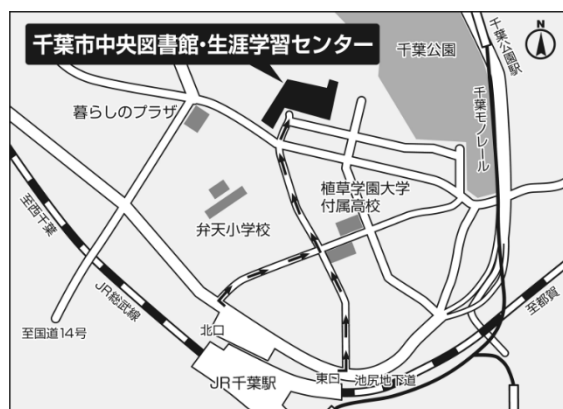 千葉市中央図書館・生涯学習センター
千葉公園
千葉公園駅
N
千葉モノレール
暮らしのプラザ
植草学園大学
付属高校
弁天小学校
至西千葉
JR総武線
至国道14号
北口
JR千葉駅
東口
池尻地下道
至都賀